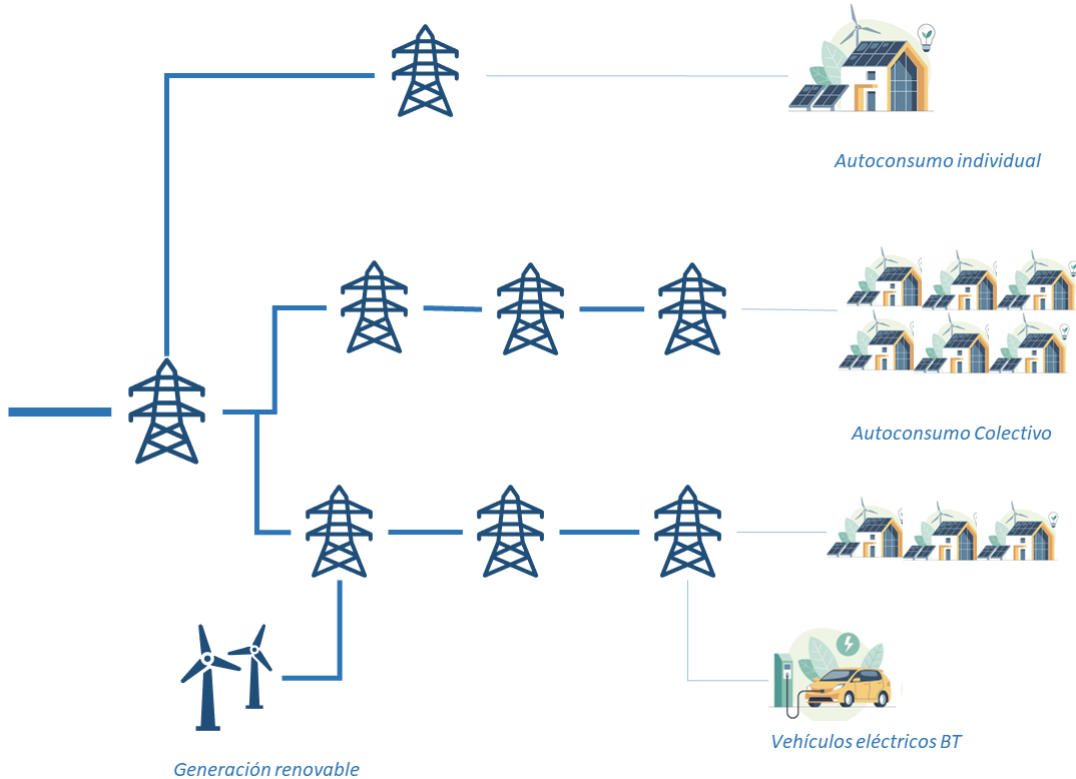 Autoconsumo individual
Autoconsumo Colectivo
Vehículos eléctricos BT
Generación renovable